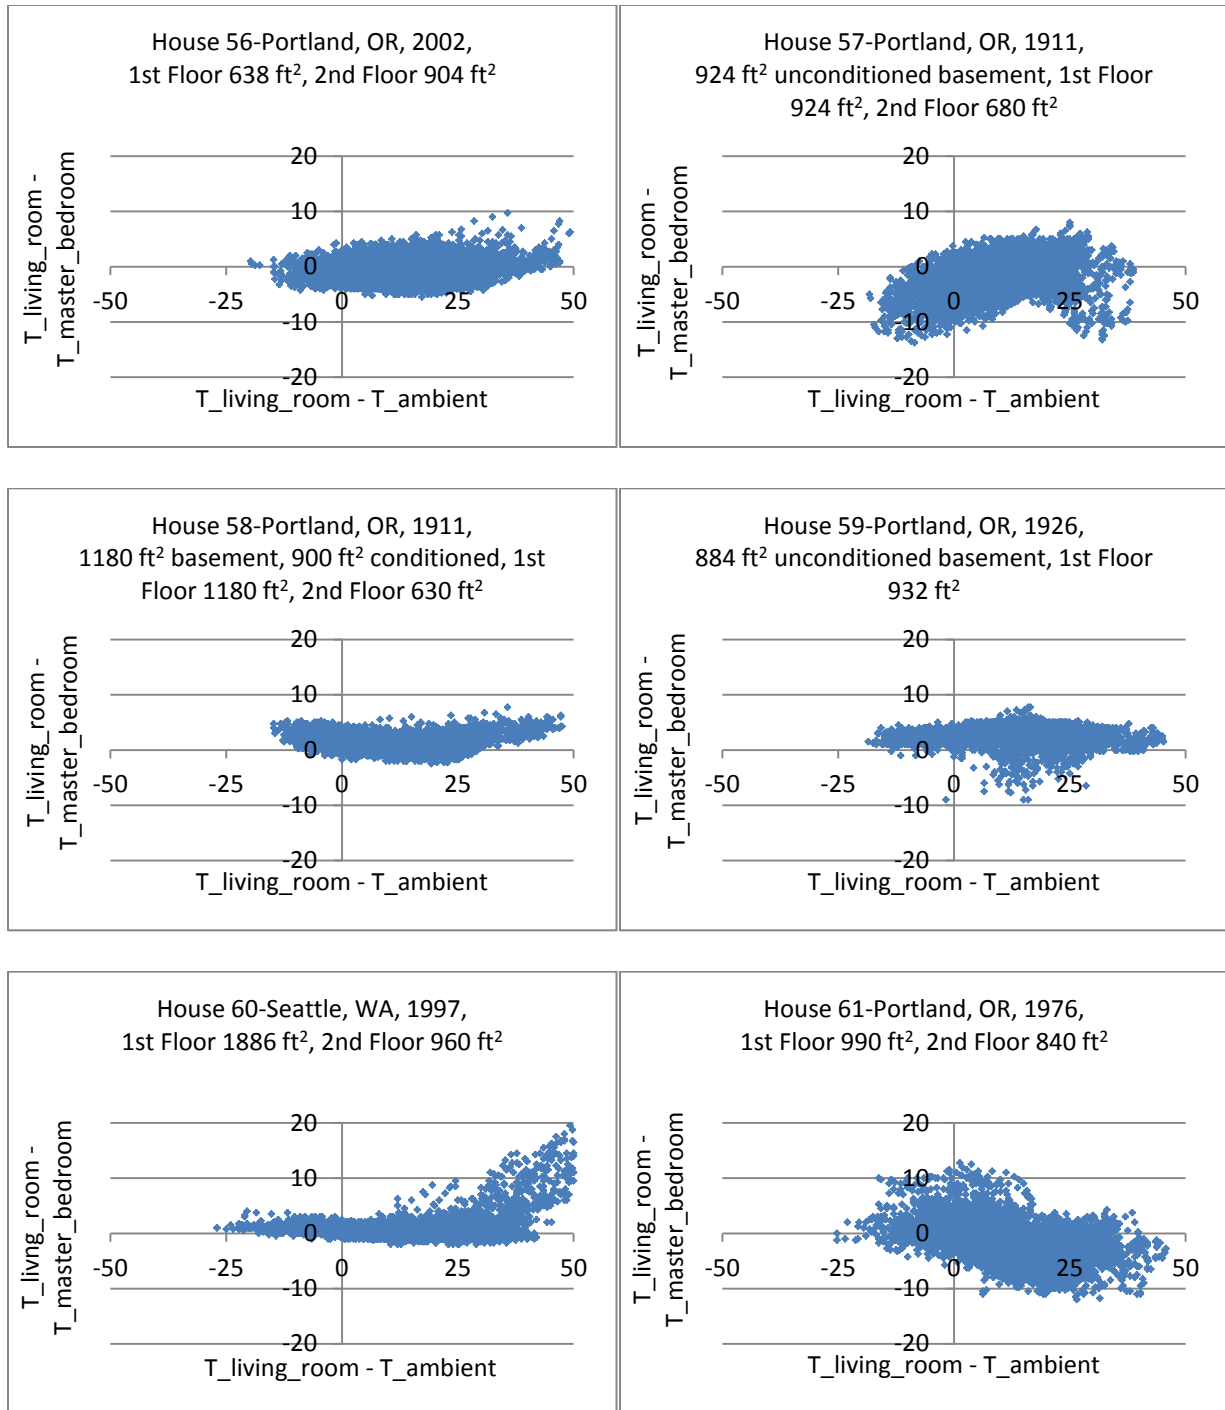 House 56-Portland, OR, 2002,
1st Floor 638 ft², 2nd Floor 904 ft²
T_living_room -
T_master_bedroom
20
10
0
-10
-20
-50
-25
0
25
50
T_living_room - T_ambient
House 57-Portland, OR, 1911,
924 ft² unconditioned basement, 1st Floor
924 ft², 2nd Floor 680 ft²
T_living_room -
T_master_bedroom
20
10
0
-10
-20
-50
-25
0
25
50
T_living_room - T_ambient
House 58-Portland, OR, 1911,
1180 ft² basement, 900 ft² conditioned, 1st
Floor 1180 ft², 2nd Floor 630 ft²
T_living_room -
T_master_bedroom
20
10
0
-10
-20
-50
-25
0
25
50
T_living_room - T_ambient
House 59-Portland, OR, 1926,
884 ft² unconditioned basement, 1st Floor
932 ft²
T_living_room -
T_master_bedroom
20
10
0
-10
-20
-50
-25
0
25
50
T_living_room - T_ambient
House 60-Seattle, WA, 1997,
1st Floor 1886 ft², 2nd Floor 960 ft²
T_living_room -
T_master_bedroom
20
10
0
-10
-20
-50
-25
0
25
50
T_living_room - T_ambient
House 61-Portland, OR, 1976,
1st Floor 990 ft², 2nd Floor 840 ft²
T_living_room -
T_master_bedroom
20
10
0
-10
-20
-50
-25
0
25
50
T_living_room - T_ambient